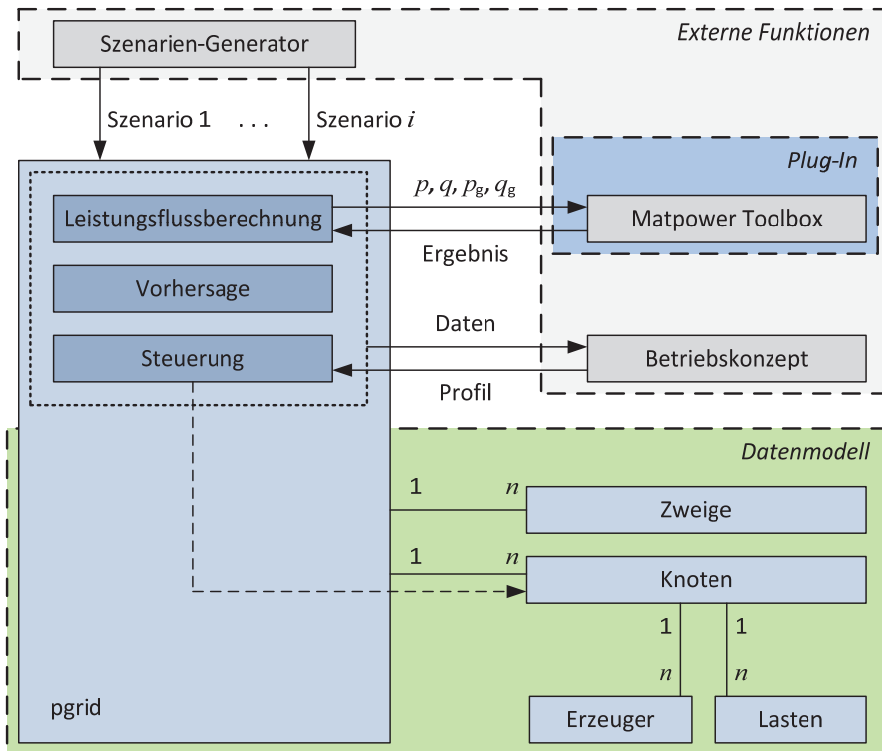 Externe Funktionen
Szenarien-Generator
Szenario 1 . . . Szenario i
Plug-In
p, q, pg, qg
Leistungsflussberechnung
Matpower Toolbox
Ergebnis
Vorhersage
Daten
Steuerung
Betriebskonzept
Profil
Datenmodell
1 n
Zweige
1 n
Knoten
1 1
n n
pgrid
Erzeuger
Lasten